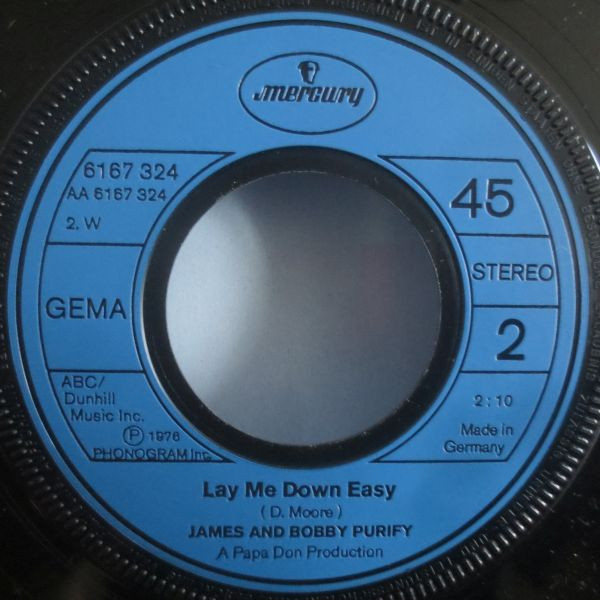 mercury
6167 324
AA 6167 324
2. W
GEMA
ABC/
Dunhill
Music Inc.
Ⓟ 1976
PHONOGRAM Inc.
45
STEREO
2
2:10
Made in
Germany
Lay Me Down Easy
( D. Moore )
JAMES AND BOBBY PURIFY
A Papa Don Production